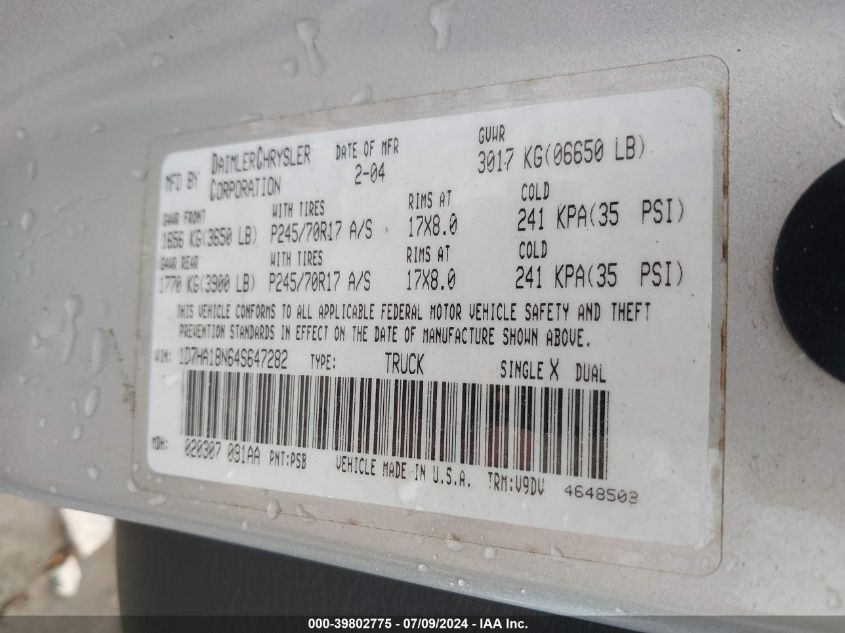 MFD BY DAIMLERCHRYSLER CORPORATION DATE OF MFR 2-04 GVWR 3017 KG(06650 LB)
GAWR FRONT WITH TIRES RIMS AT COLD
1656 KG(3650 LB) P245/70R17 A/S 17X8.0 241 KPA(35 PSI)
GAWR REAR WITH TIRES RIMS AT COLD
1770 KG(3900 LB) P245/70R17 A/S 17X8.0 241 KPA(35 PSI)
THIS VEHICLE CONFORMS TO ALL APPLICABLE FEDERAL MOTOR VEHICLE SAFETY AND THEFT
PREVENTION STANDARDS IN EFFECT ON THE DATE OF MANUFACTURE SHOWN ABOVE.
VIN: 1D7HA18N64S647282 TYPE: TRUCK SINGLE X DUAL
MDH: 020307 091AA PNT:PSB VEHICLE MADE IN U.S.A. TRM:V9DV 4648503
000-39802775 - 07/09/2024 - IAA Inc.